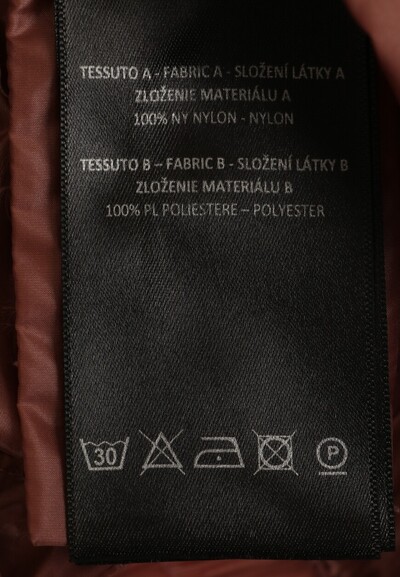 TESSUTO A - FABRIC A - SLOŽENÍ LÁTKY A
ZLOŽENIE MATERIÁLU A
100% NY NYLON - NYLON
TESSUTO B – FABRIC B - SLOŽENÍ LÁTKY B
ZLOŽENIE MATERIÁLU B
100% PL POLIESTERE – POLYESTER
30 P